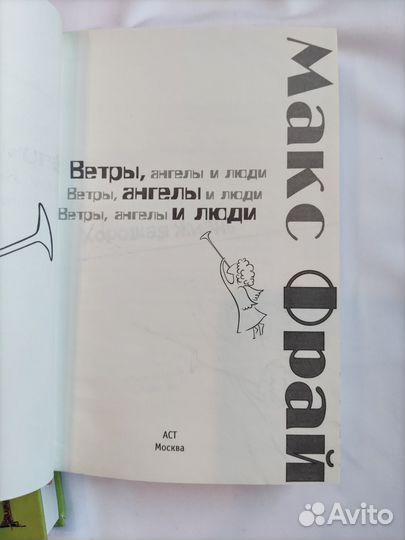 Макс Фрай
Ветры, ангелы и люди
Ветры, ангелы и люди
Ветры, ангелы и люди
АСТ
Москва
Avito